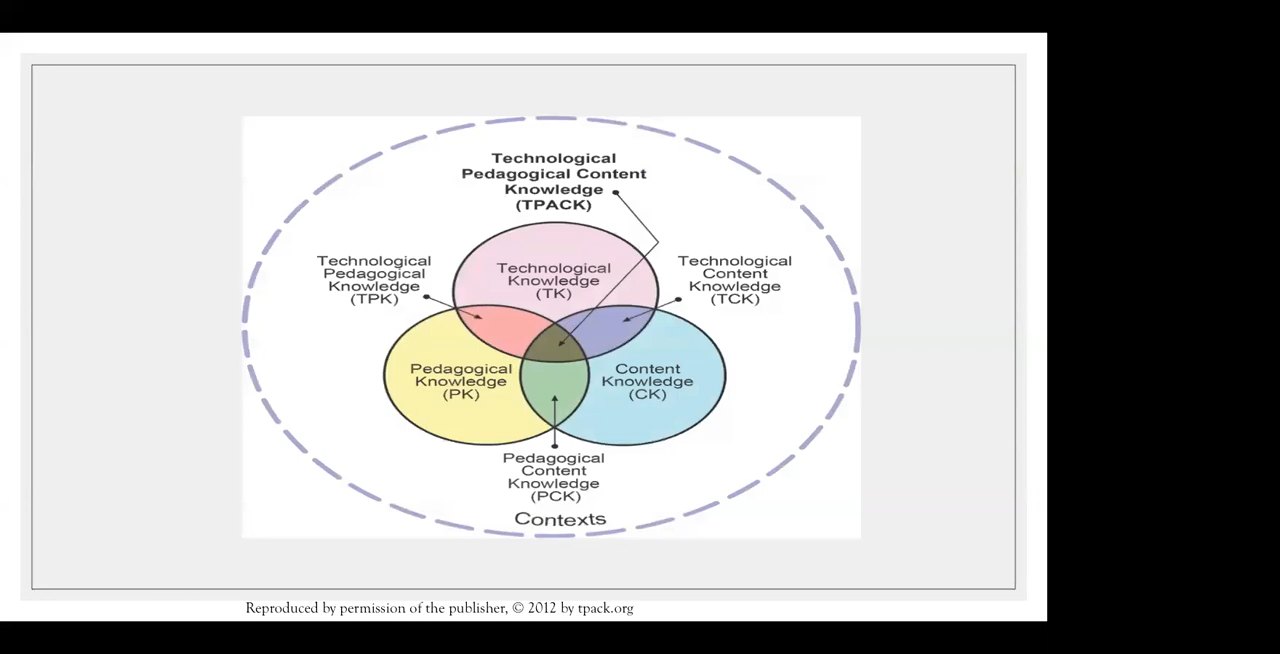 Technological
Pedagogical Content
Knowledge
(TPACK)
Technological
Pedagogical
Knowledge
(TPK)
Technological
Knowledge
(TK)
Technological
Content
Knowledge
(TCK)
Pedagogical
Knowledge
(PK)
Content
Knowledge
(CK)
Pedagogical
Content
Knowledge
(PCK)
Contexts
Reproduced by permission of the publisher, © 2012 by tpack.org